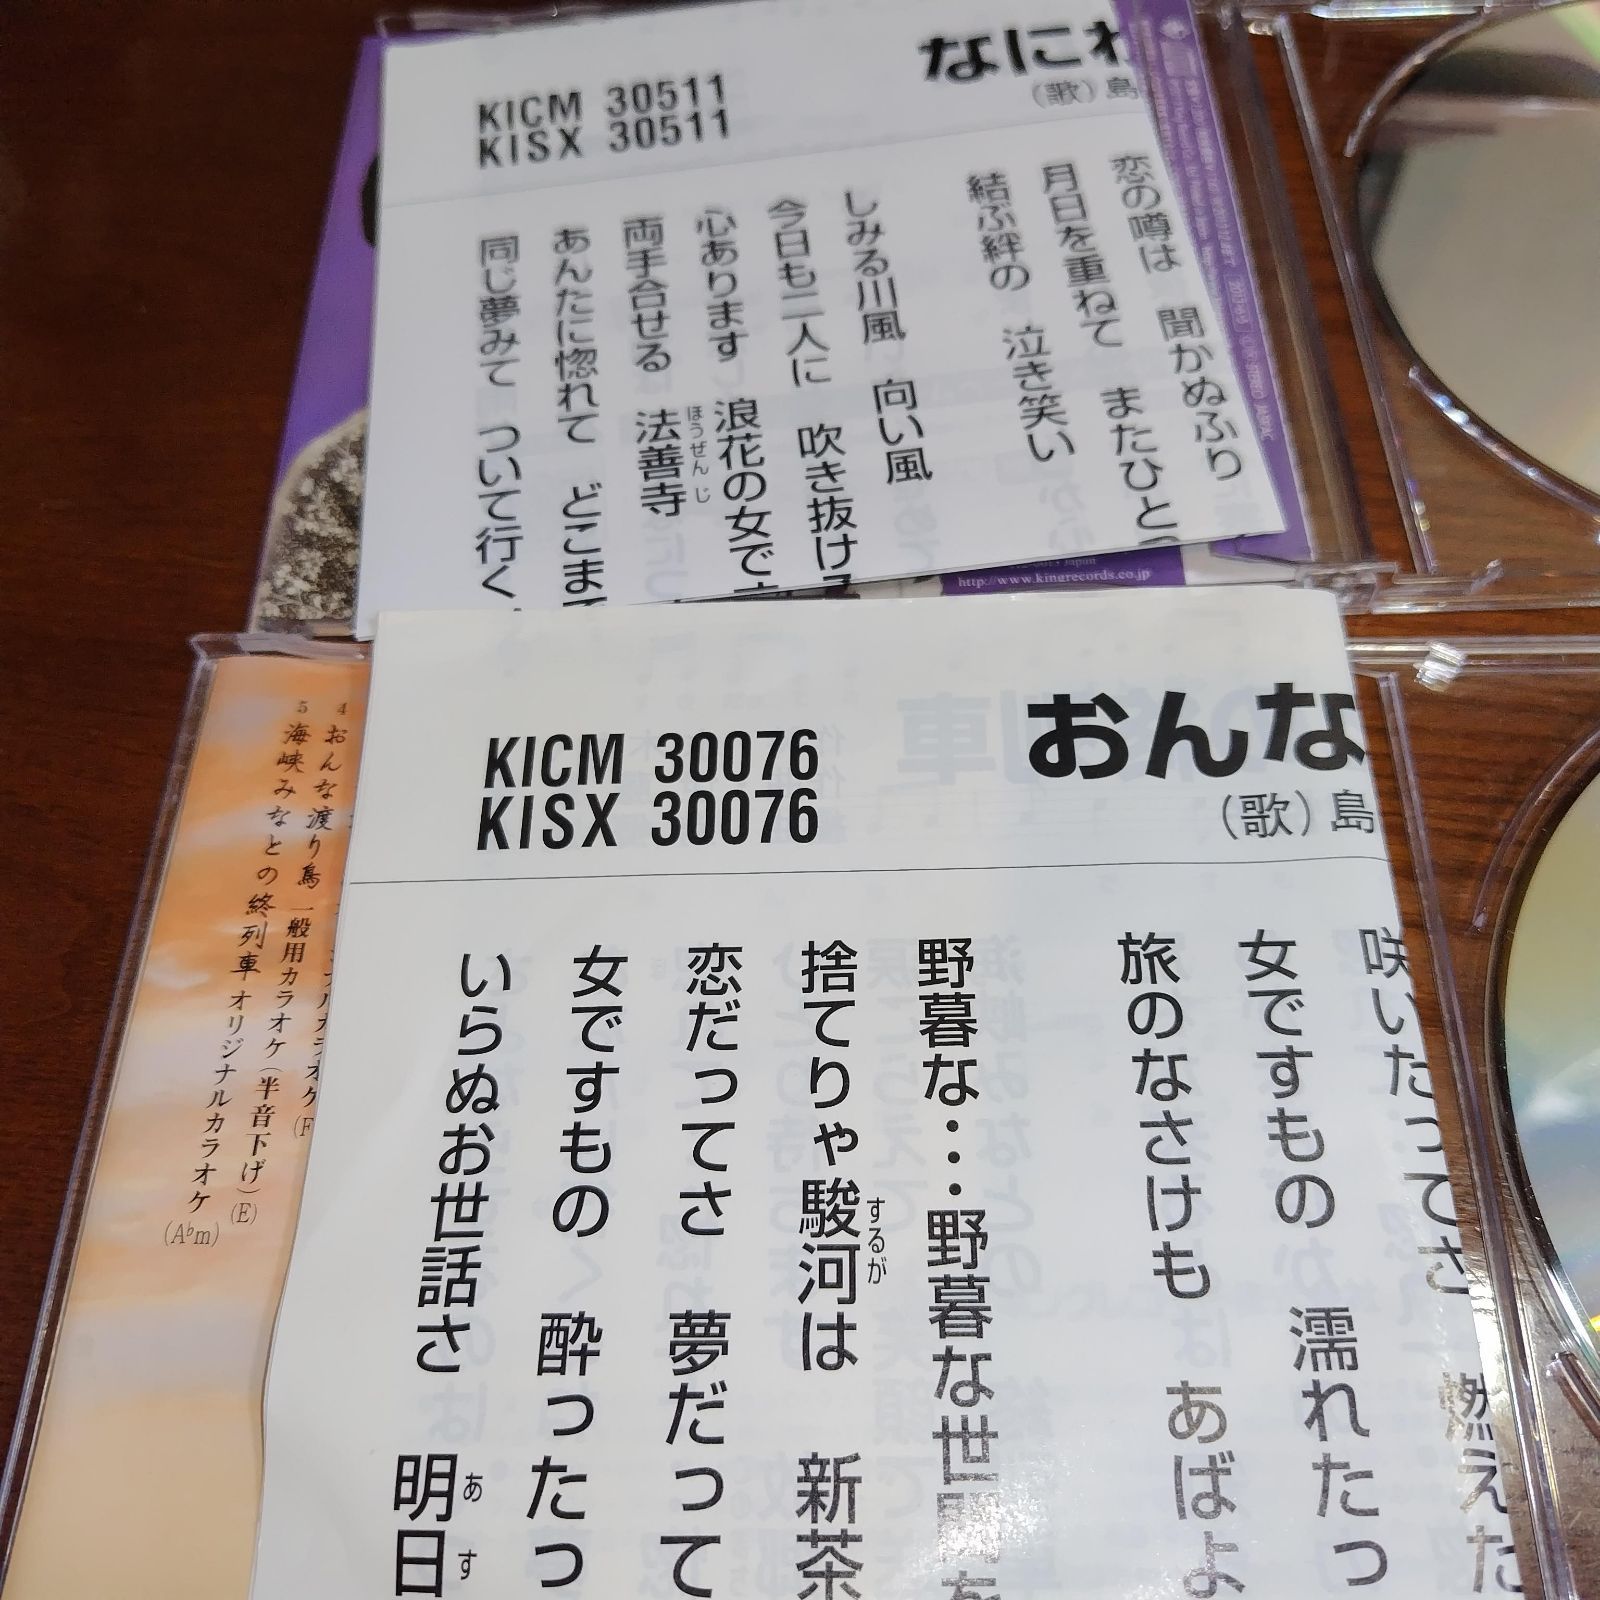 KICM 30511
KISX 30511
なにわ
(歌) 島
恋の噂は 聞かぬふり
月日を重ねて またひと
結ぶ絆の 泣き笑い
しみる川風 向い風
今日も二人に 吹き抜ける
心あります 浪花の女で
両手合せる 法善寺
ほうぜんじ
あんたに惚れて どこまで
同じ夢みて ついて行く
http://www.kingrecords.co.jp
KICM 30076
KISX 30076
おんな
(歌) 島
咲いたってさ 燃えた
女ですもの 濡れたっ
旅のなさけも あばよ
野暮な…野暮な世間を
捨てりゃ駿河は 新茶
するが
恋だってさ 夢だって
女ですもの 酔ったっ
いらぬお世話さ 明日
あす
4 おんな渡り鳥 一般用カラオケ (半音下げ) (E)
5 海峡みなとの終列車 オリジナルカラオケ (A♭m)